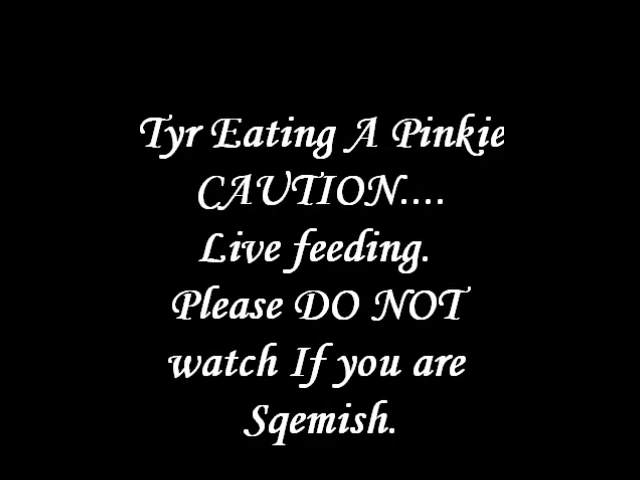 Tyr Eating A Pinkie
CAUTION....
Live feeding.
Please DO NOT
watch If you are
Sqemish.